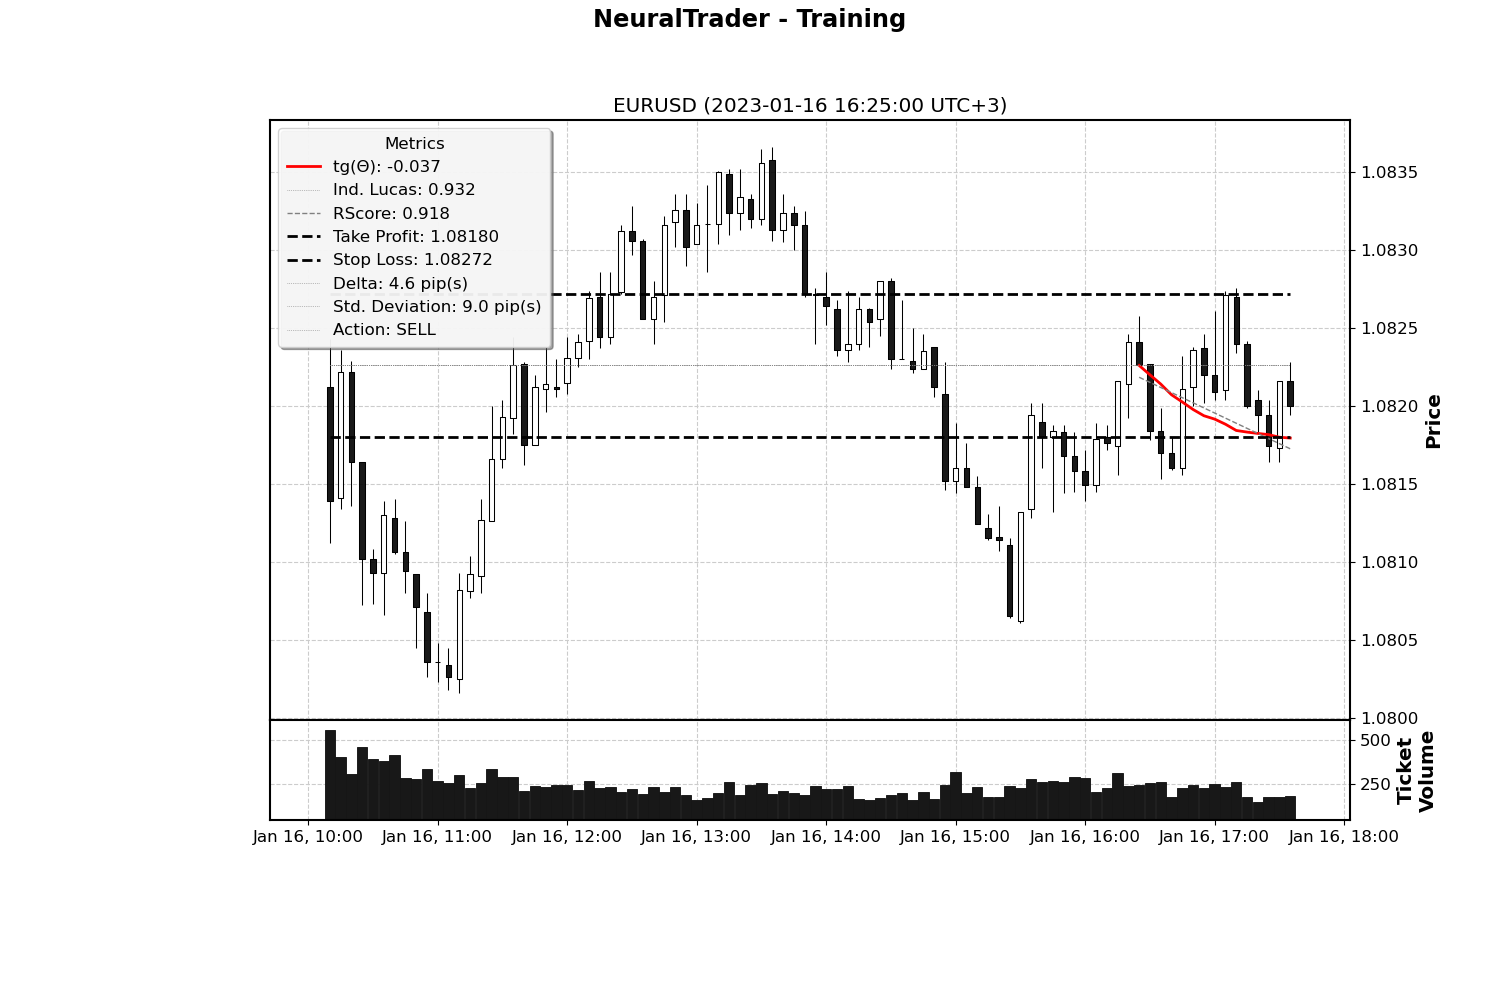 NeuralTrader - Training
EURUSD (2023-01-16 16:25:00 UTC+3)
Metrics
tg(Θ): -0.037
Ind. Lucas: 0.932
RScore: 0.918
Take Profit: 1.08180
Stop Loss: 1.08272
Delta: 4.6 pip(s)
Std. Deviation: 9.0 pip(s)
Action: SELL
1.0835
1.0830
1.0825
1.0820
1.0815
1.0810
1.0805
1.0800
Price
500
250
Ticket
Volume
Jan 16, 10:00
Jan 16, 11:00
Jan 16, 12:00
Jan 16, 13:00
Jan 16, 14:00
Jan 16, 15:00
Jan 16, 16:00
Jan 16, 17:00
Jan 16, 18:00